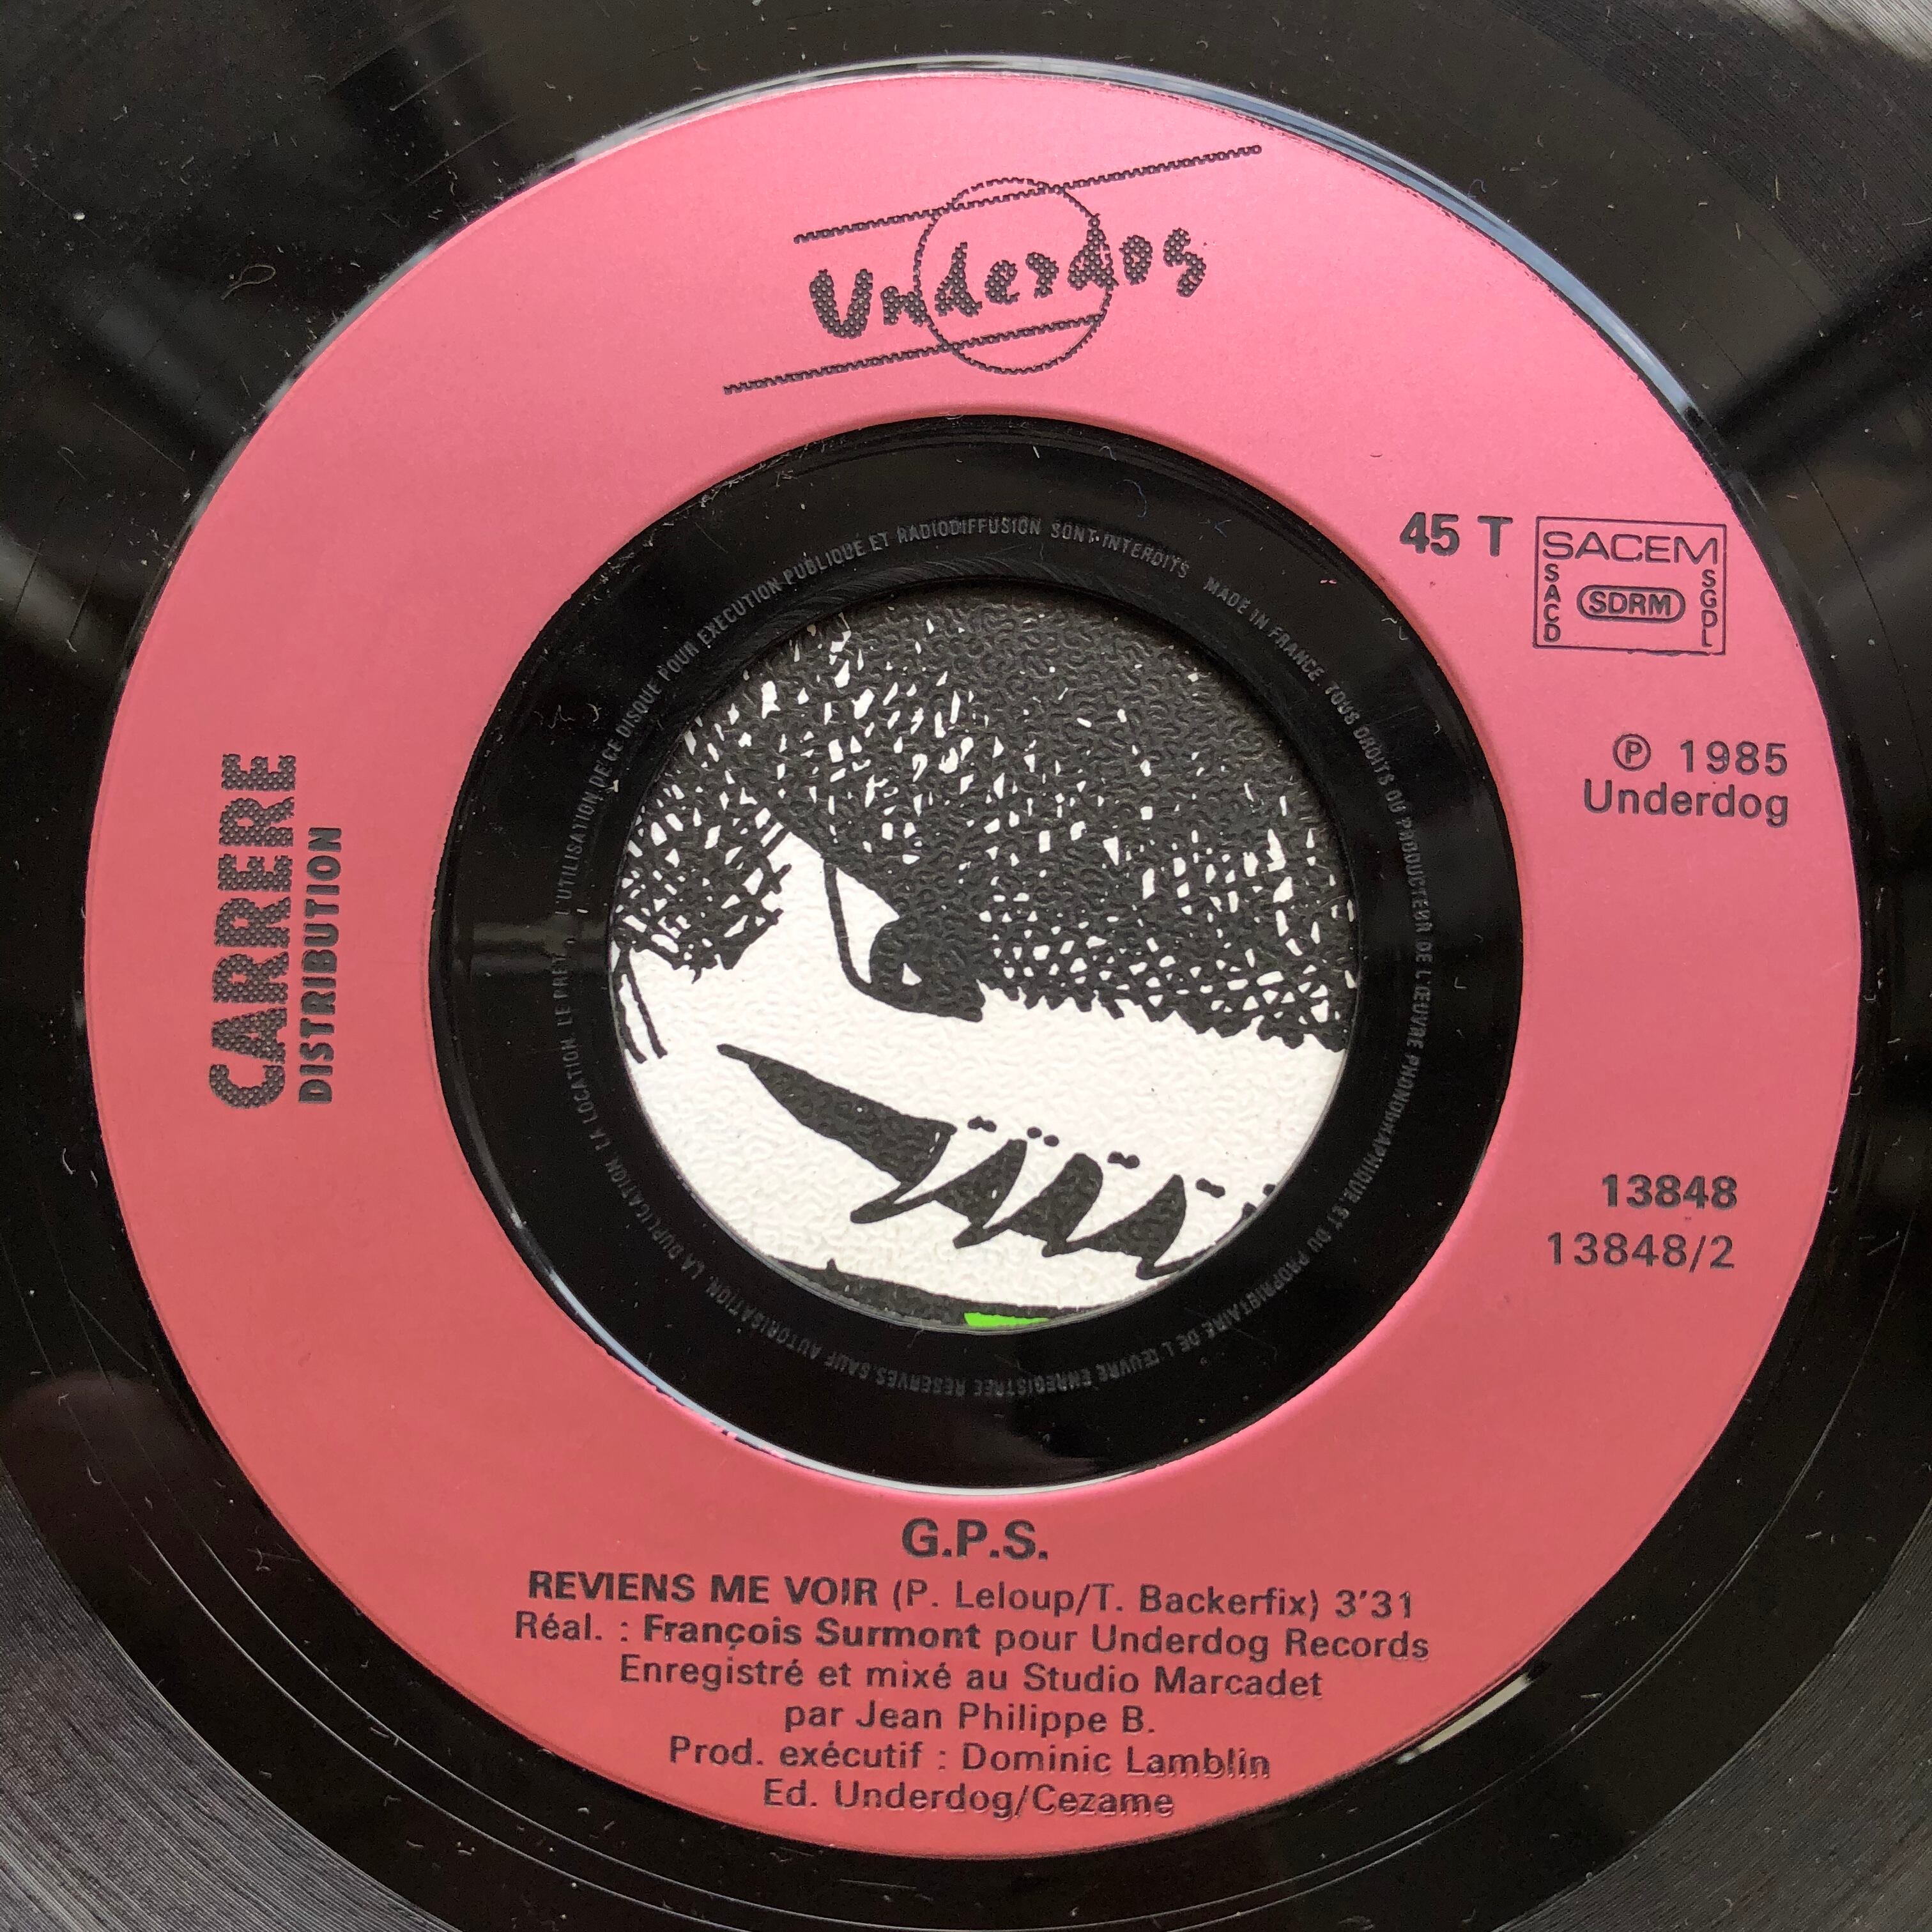 Underdog
45 T
SACEM
SACD
SDRM
SGDL
℗ 1985
Underdog
CARRERE
DISTRIBUTION
13848
13848/2
MADE IN FRANCE TOUS DROITS DU PRODUCTEUR DE L'ŒUVRE PHONOGRAPHIQUE ET DU PROPRIETAIRE DE L'ŒUVRE ENREGISTREE RESERVES. SAUF AUTORISATION, LA DUPLICATION, LA LOCATION, LE PRET, L'UTILISATION DE CE DISQUE POUR EXECUTION PUBLIQUE ET RADIODIFFUSION SONT INTERDITS
G.P.S.
REVIENS ME VOIR (P. Leloup/T. Backerfix) 3'31
Réal. : François Surmont pour Underdog Records
Enregistré et mixé au Studio Marcadet
par Jean Philippe B.
Prod. exécutif : Dominic Lamblin
Ed. Underdog/Cezame